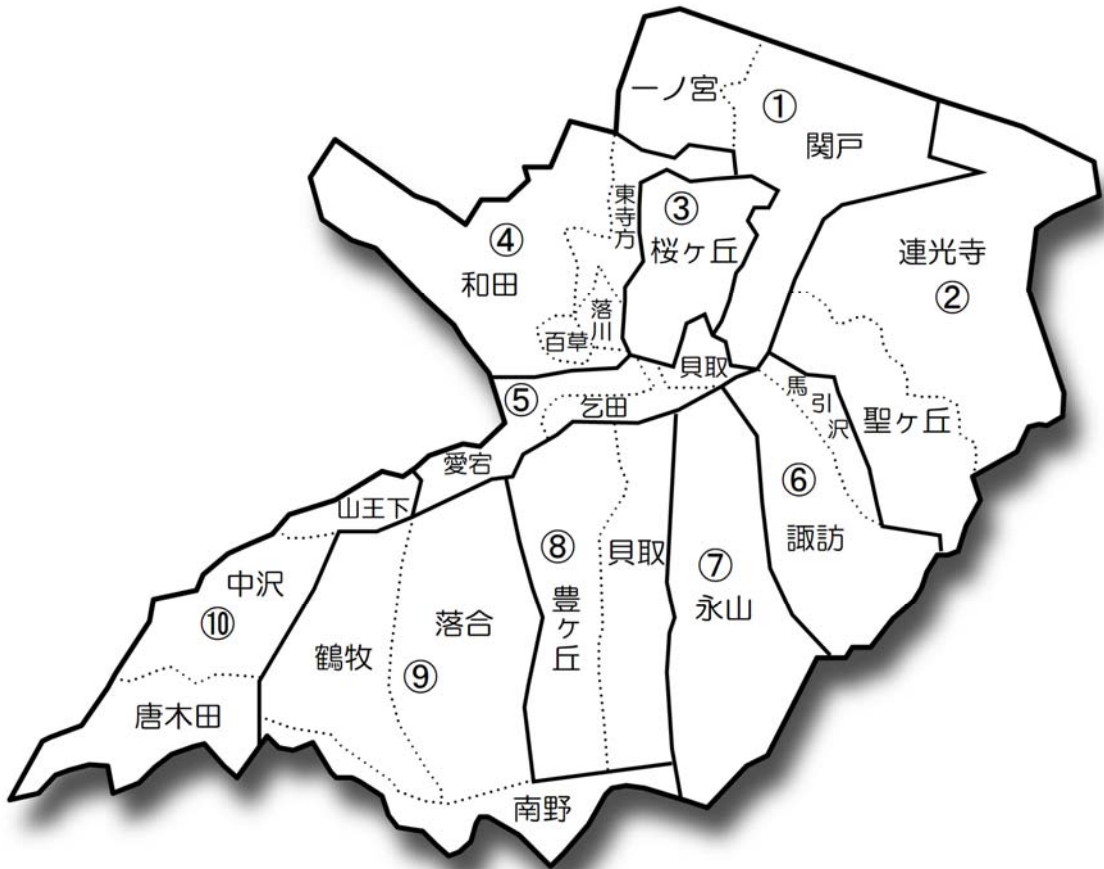 一ノ宮
①
関戸
東寺方
③
桜ヶ丘
④
和田
連光寺
②
落川
百草
貝取
馬引沢
⑤
乞田
聖ヶ丘
愛宕
⑥
諏訪
山王下
⑧
豊ヶ丘
貝取
⑦
永山
中沢
⑩
落合
鶴牧
⑨
唐木田
南野